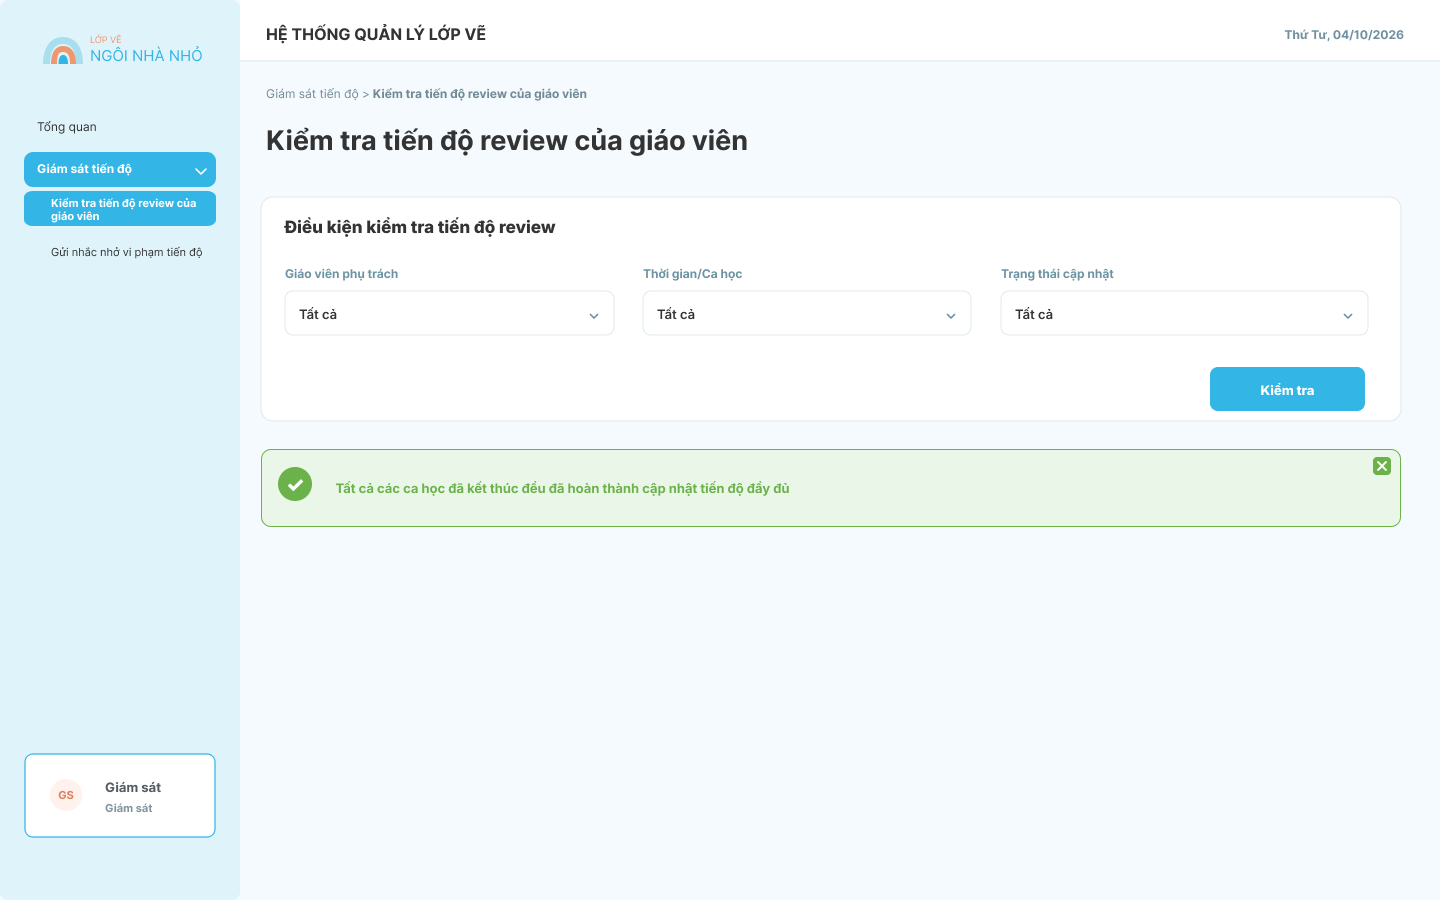 LỚP VẼ
NGÔI NHÀ NHỎ
HỆ THỐNG QUẢN LÝ LỚP VẼ
Thứ Tư, 04/10/2026
Tổng quan
Giám sát tiến độ
Kiểm tra tiến độ review của
giáo viên
Gửi nhắc nhở vi phạm tiến độ
Giám sát tiến độ > Kiểm tra tiến độ review của giáo viên
Kiểm tra tiến độ review của giáo viên
Điều kiện kiểm tra tiến độ review
Giáo viên phụ trách
Thời gian/Ca học
Trạng thái cập nhật
Tất cả
Tất cả
Tất cả
Kiểm tra
Tất cả các ca học đã kết thúc đều đã hoàn thành cập nhật tiến độ đầy đủ
GS
Giám sát
Giám sát